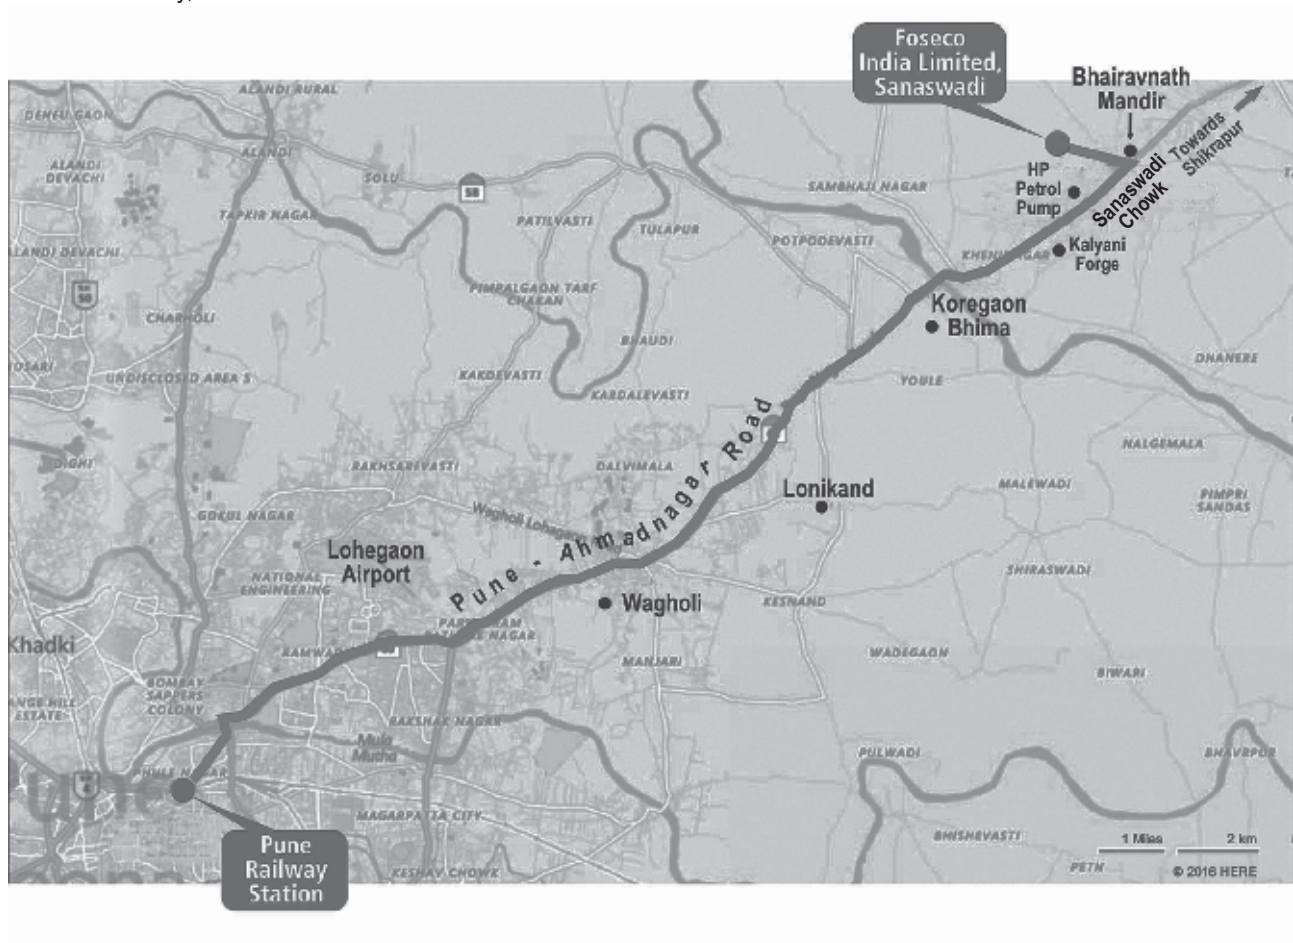 Foseco
India Limited,
Sanaswadi
Bhairavnath
Mandir
Towards
Shikrapur
Sanaswadi
Chowk
HP
Petrol
Pump
Kalyani
Forge
Koregaon
Bhima
ALANDI RURAL
ALANDI
ALANDI
DEVACHI
SOLU
58
TAPKIR NAGAR
PATILVASTI
TULAPUR
SAMBHAJI NAGAR
POTPODEVASTI
ALANDI DEVACHI
50
PIMPALGAON TARF
CHAKAN
CHARHOLI
BHAUDI
DHANERE
UNDISCLOSED AREA 5
KAKDEVASTI
KARDALEVASTI
YOULE
NALGEMALA
DIGHI
RAKHSAREVASTI
DALVIMALA
MALEWADI
PIMPRI
SANDAS
Lonikand
GOKUL NAGAR
Pune - Ahmadnagar Road
Lohegaon
Airport
NATIONAL
ENGINEERING
SHIRASWADI
Wagholi
KESNAND
Khadki
MANJARI
WADEGAON
BIWARI
BOMBAY
SAPPERS
COLONY
RAKSHAK NAGAR
Mula
Mutha
PULWADI
BHAVRPUR
MAGARPATTA CITY
BHISHEVASTI
1 Miles
2 km
Pune
Railway
Station
KESHAV CHOWK
PETH
© 2016 HERE